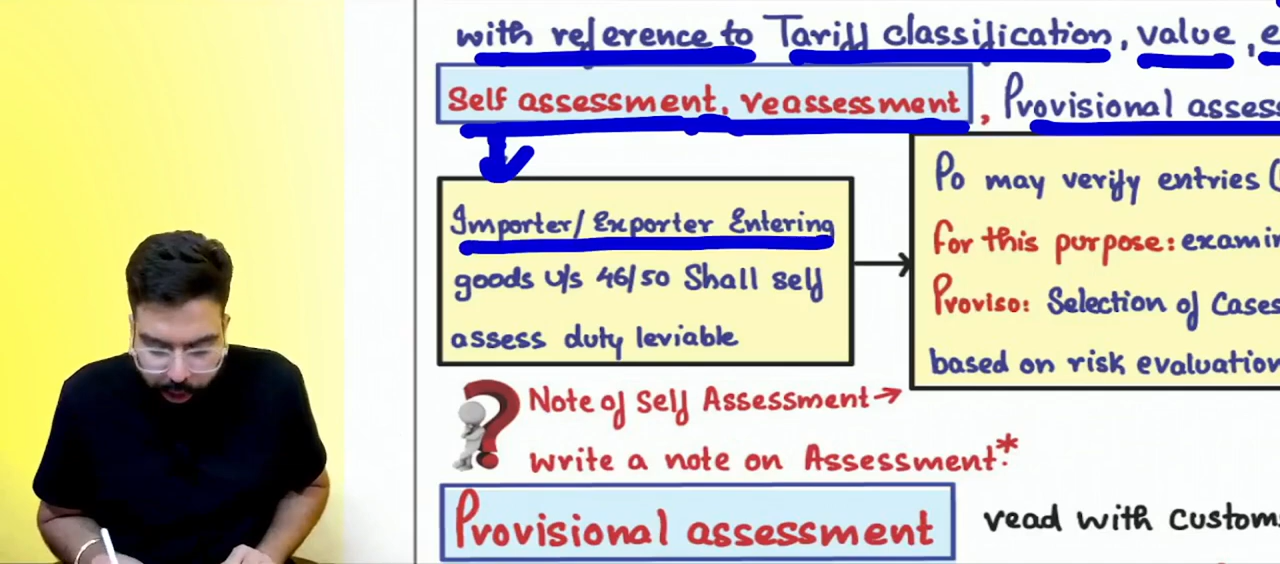 with reference to Tariff classification, value,
Self assessment, reassessment, Provisional
Importer/Exporter Entering
goods u/s 46/50 Shall self
assess duty leviable
Po may verify entries
for this purpose:
Proviso: Selection of Cases
based on risk evaluation
Note of Self Assessment →
write a note on Assessment.*
Provisional assessment read with